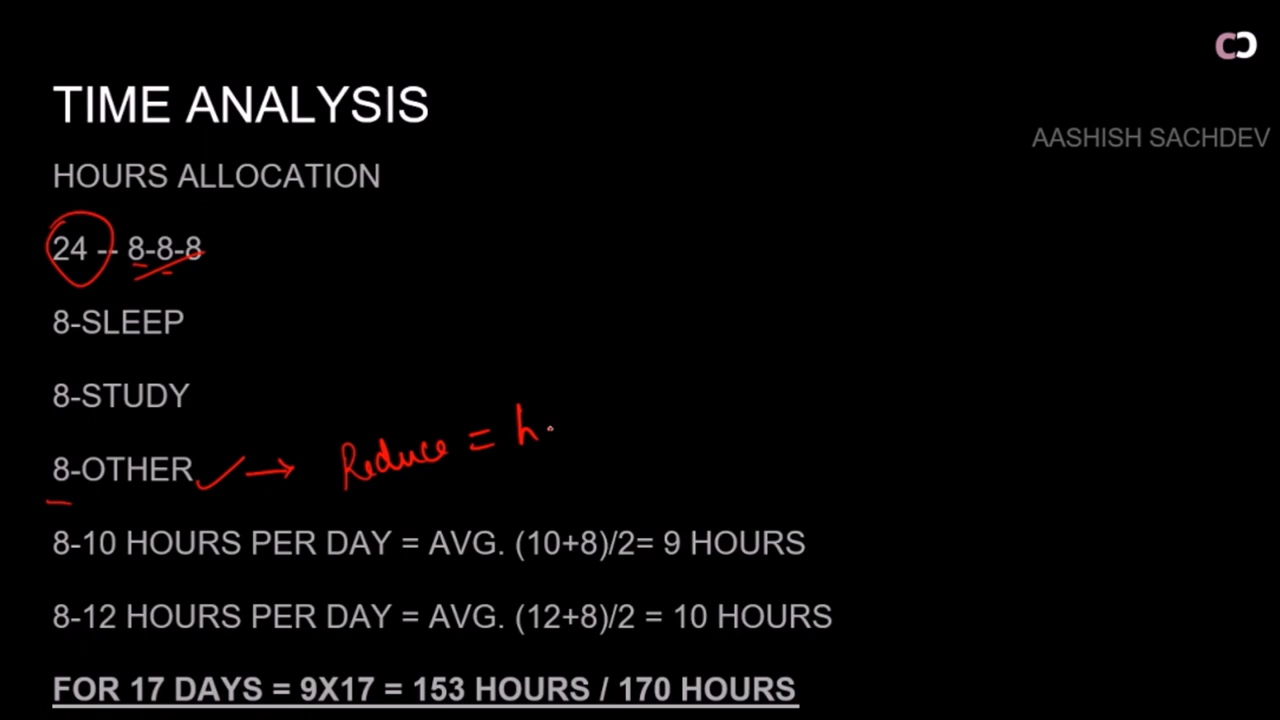 TIME ANALYSIS
AASHISH SACHDEV
HOURS ALLOCATION
24 -- 8-8-8
8-SLEEP
8-STUDY
8-OTHER → Reduce = h
8-10 HOURS PER DAY = AVG. (10+8)/2= 9 HOURS
8-12 HOURS PER DAY = AVG. (12+8)/2 = 10 HOURS
FOR 17 DAYS = 9X17 = 153 HOURS / 170 HOURS